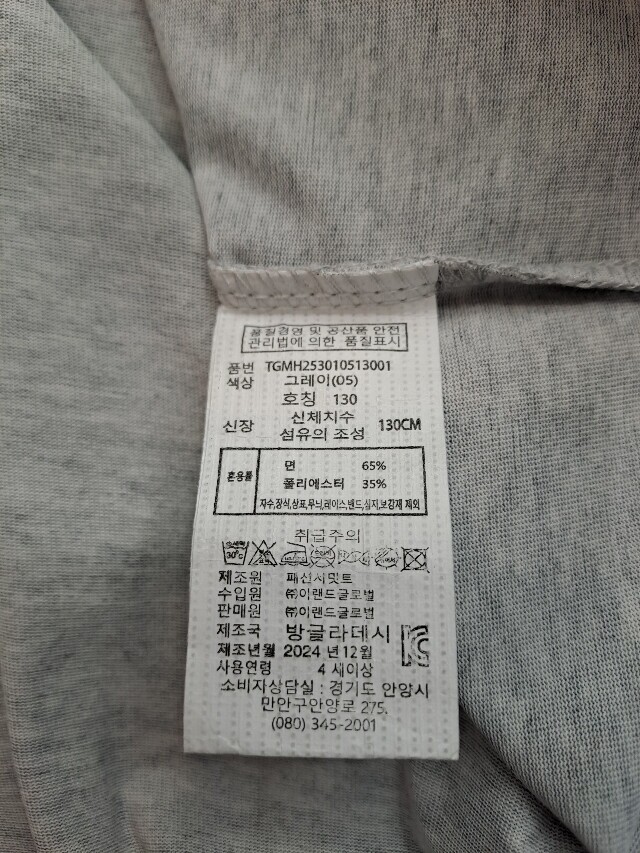 품질경영 및 공산품 안전
관리법에 의한 품질표시
품번 TGMH253010513001
색상 그레이(05)
호칭 130
신체치수
신장 130CM
섬유의 조성
혼용률
면 65%
폴리에스터 35%
자수,장식,상표,무늬,레이스,밴드,심지,보강재 제외
취급주의
30℃
제조원 패션서밋트
수입원 ㈜이랜드글로벌
판매원 ㈜이랜드글로벌
제조국 방글라데시
제조년월 2024 년12월
사용연령 4 세이상
소비자상담실 : 경기도 안양시
만안구안양로 275.
(080) 345-2001